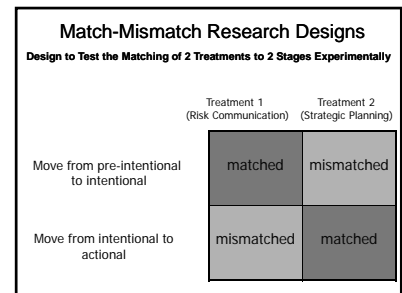 Match-Mismatch Research Designs
Design to Test the Matching of 2 Treatments to 2 Stages Experimentally
Treatment 1 Treatment 2
(Risk Communication) (Strategic Planning)
Move from pre-intentional
to intentional
matched mismatched
Move from intentional to
actional
mismatched matched